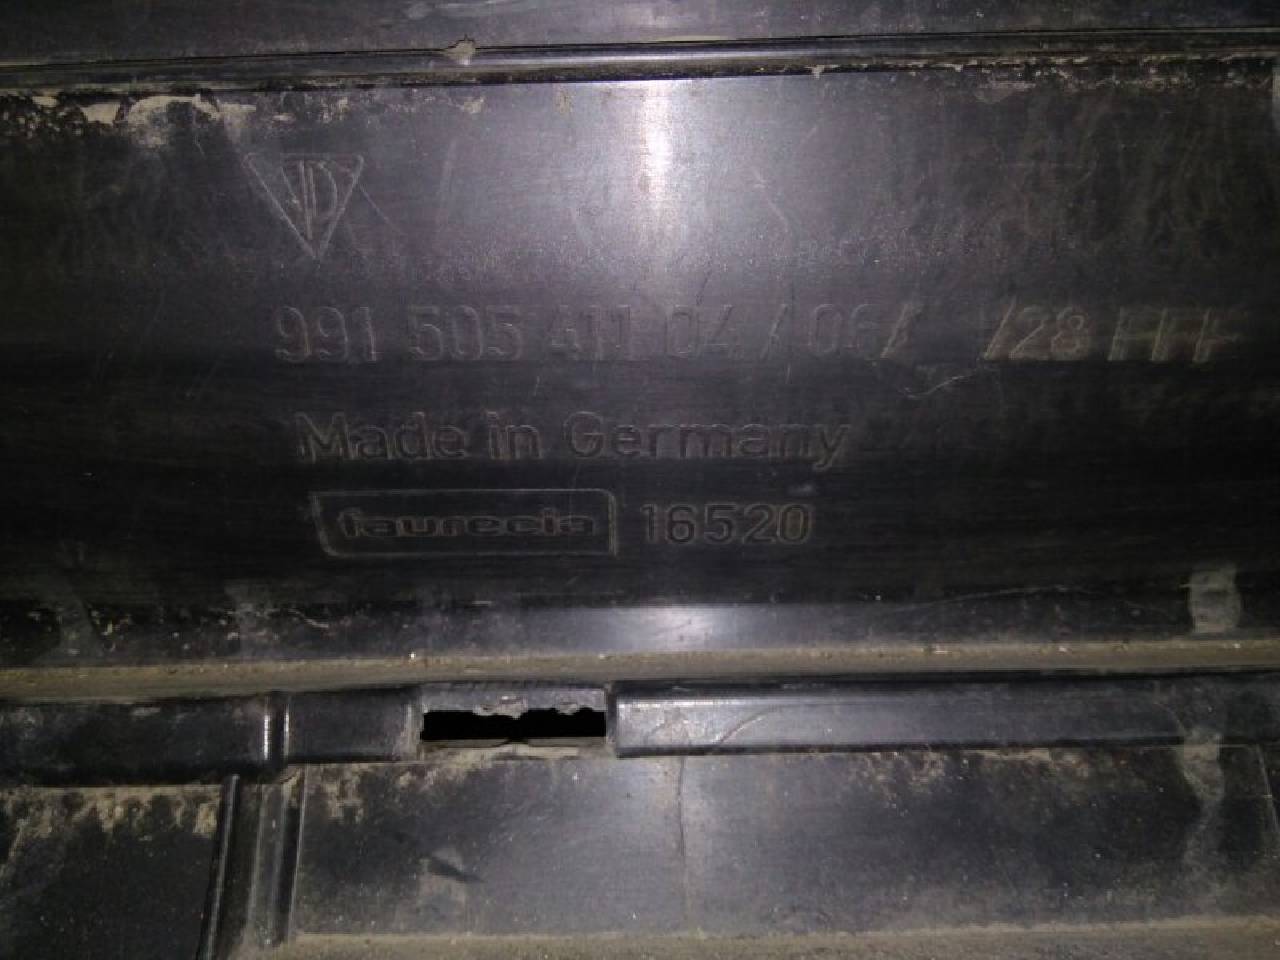 991 505 411 04 / 06 / /28 FFF
Made in Germany
faurecia 16520